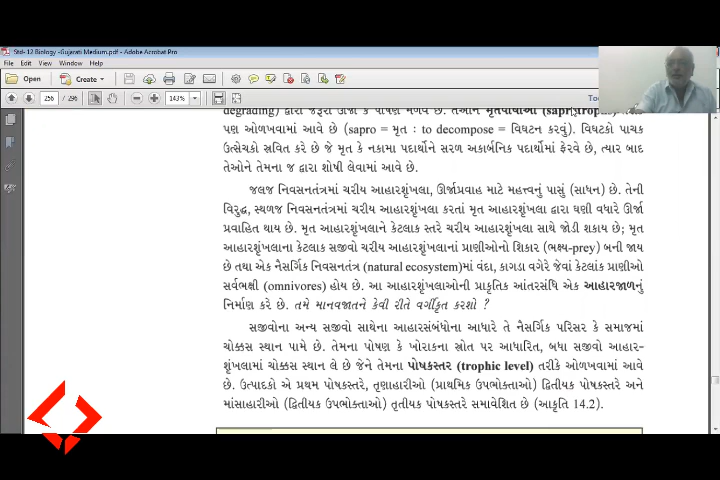 Std- 12 Biology -Gujarati Medium.pdf - Adobe Acrobat Pro
File Edit View Window Help
Open Create
256 / 296 143%
degrading) દ્વારા જરૂરી ઊર્જા કે પોષણ મળવે છે. તેઓને મૃતપોષીઓ (saprotrophs)
પણ ઓળખવામાં આવે છે (sapro = મૃત : to decompose = વિઘટન કરવું). વિઘટકો પાચક
ઉત્સેચકો સ્રવિત કરે છે જે મૃત કે નકામા પદાર્થોને સરળ અકાર્બનિક પદાર્થોમાં ફેરવે છે, ત્યાર બાદ
તેઓને તેમના જ દ્વારા શોષી લેવામાં આવે છે.
જલજ નિવસનતંત્રમાં ચરીય આહારશૃંખલા, ઊર્જાપ્રવાહ માટે મહત્ત્વનું પાસું (સાધન) છે. તેની
વિરુદ્ધ, સ્થળજ નિવસનતંત્રમાં ચરીય આહારશૃંખલા કરતાં મૃત આહારશૃંખલા દ્વારા ઘણી વધારે ઊર્જા
પ્રવાહિત થાય છે. મૃત આહારશૃંખલાને કેટલાક સ્તરે ચરીય આહારશૃંખલા સાથે જોડી શકાય છે; મૃત
આહારશૃંખલાના કેટલાક સજીવો ચરીય આહારશૃંખલાનાં પ્રાણીઓનો શિકાર (ભક્ષ્ય-prey) બની જાય
છે તથા એક નૈસર્ગિક નિવસનતંત્ર (natural ecosystem)માં વંદા, કાગડા વગેરે જેવાં કેટલાંક પ્રાણીઓ
સર્વભક્ષી (omnivores) હોય છે. આ આહારશૃંખલાઓની પ્રાકૃતિક આંતરસંધિ એક આહારજાળનું
નિર્માણ કરે છે. તમે માનવજાતને કેવી રીતે વર્ગીકૃત કરશો ?
સજીવોના અન્ય સજીવો સાથેના આહારસંબંધોના આધારે તે નૈસર્ગિક પરિસર કે સમાજમાં
ચોક્કસ સ્થાન પામે છે. તેમના પોષણ કે ખોરાકના સ્રોત પર આધારિત, બધા સજીવો આહાર-
શૃંખલામાં ચોક્કસ સ્થાન લે છે જેને તેમના પોષકસ્તર (trophic level) તરીકે ઓળખવામાં આવે
છે. ઉત્પાદકો એ પ્રથમ પોષકસ્તરે, તૃણાહારીઓ (પ્રાથમિક ઉપભોક્તાઓ) દ્વિતીયક પોષકસ્તરે અને
માંસાહારીઓ (દ્વિતીયક ઉપભોક્તાઓ) તૃતીયક પોષકસ્તરે સમાવેશિત છે (આકૃતિ 14.2).